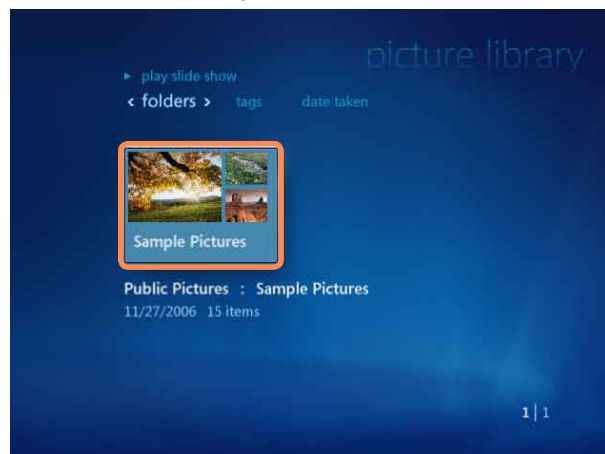 picture library
play slide show
< folders > tags date taken
Sample Pictures
Public Pictures : Sample Pictures
11/27/2006 15 items
1|1